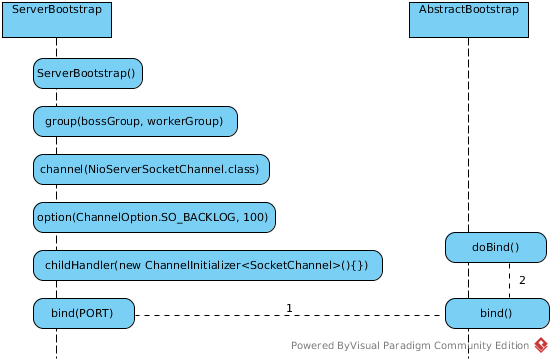 ServerBootstrap
AbstractBootstrap
ServerBootstrap()
group(bossGroup, workerGroup)
channel(NioServerSocketChannel.class)
option(ChannelOption.SO_BACKLOG, 100)
doBind()
childHandler(new ChannelInitializer<SocketChannel>(){})
2
bind(PORT)
1
bind()
Powered ByVisual Paradigm Community Edition